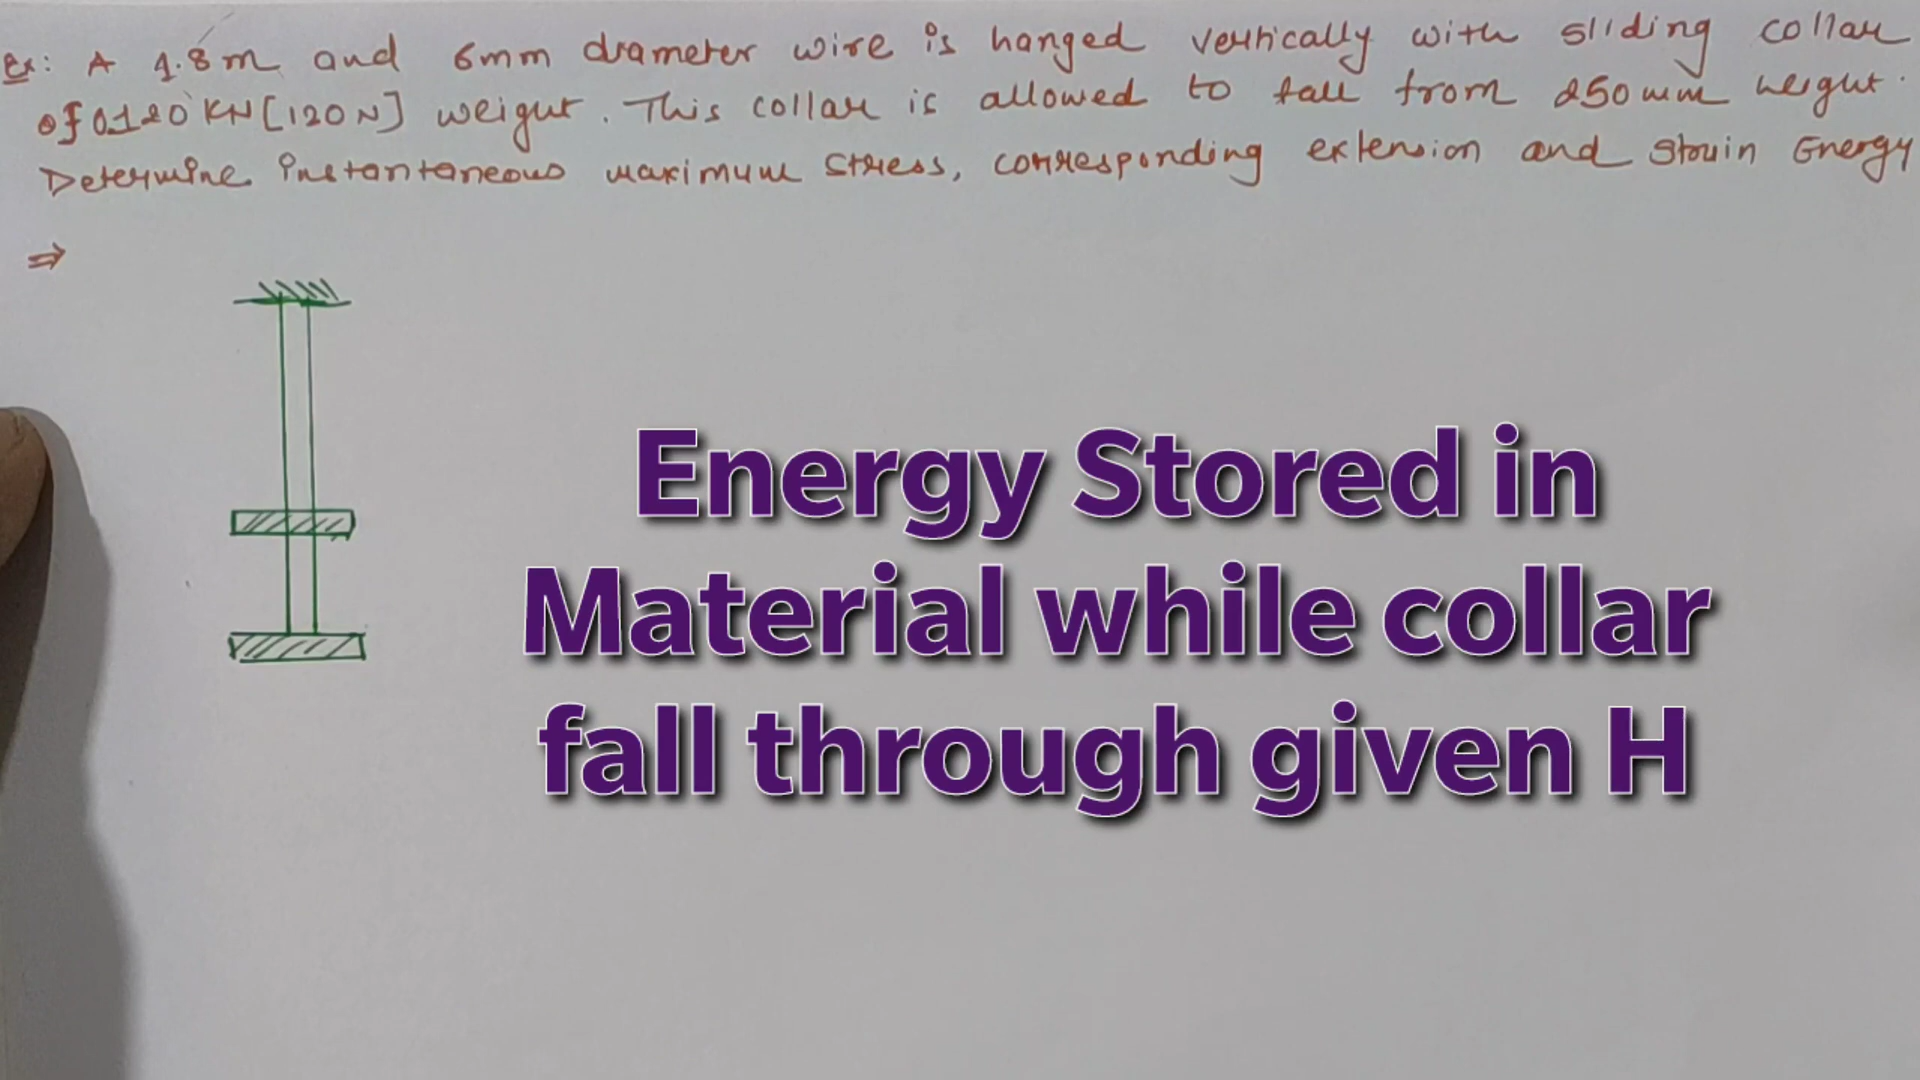 Ex: A 1.8m and 6mm diameter wire is hanged vertically with sliding collar
of 0.120 KN [120 N] weight. This collar is allowed to fall from 250 mm height.
Determine instantaneous maximum stress, corresponding extension and strain Energy
⇒
Energy Stored in
Material while collar
fall through given H